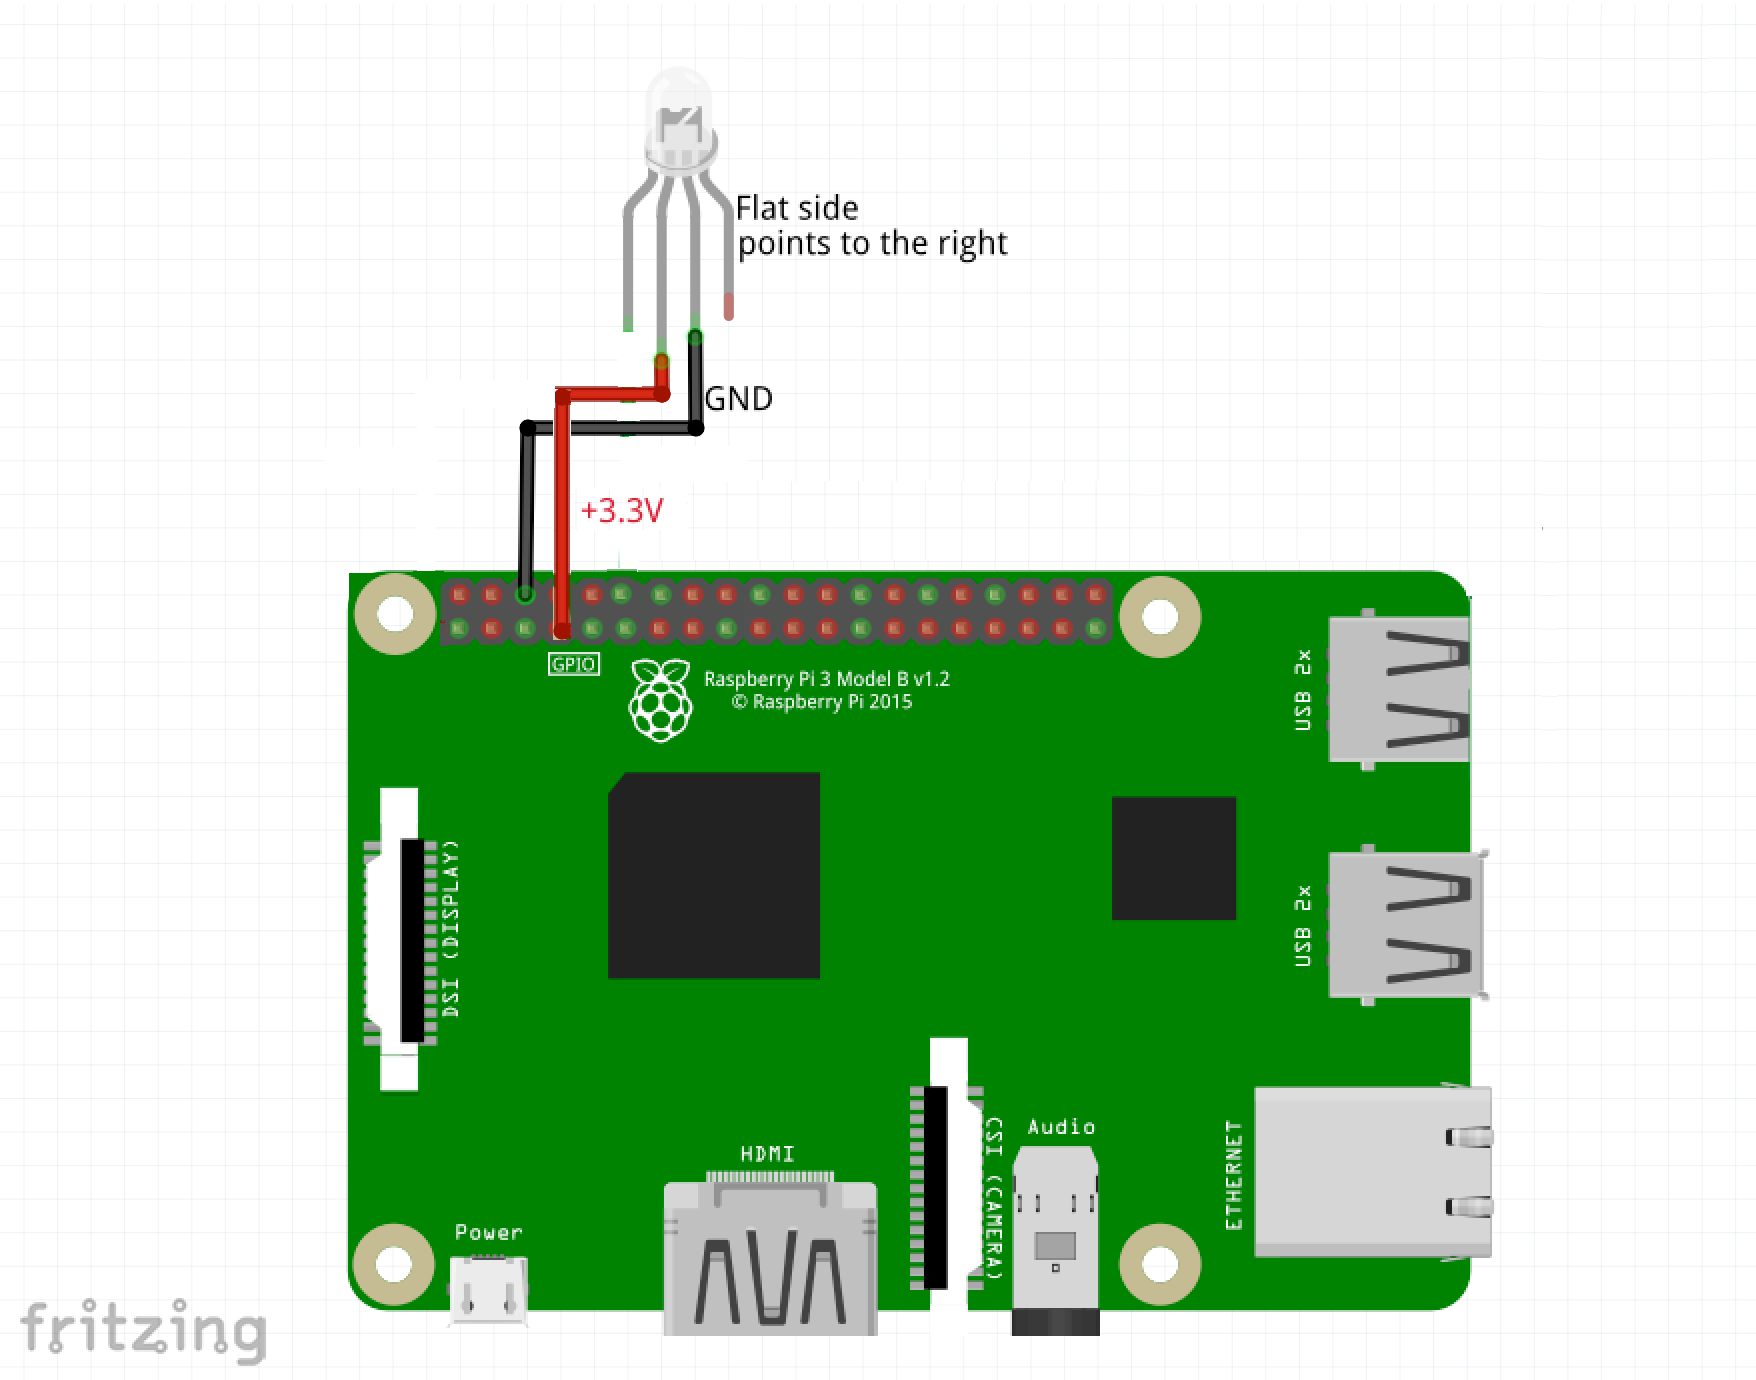 Flat side
points to the right
GND
+3.3V
GPIO
Raspberry Pi 3 Model B v1.2
© Raspberry Pi 2015
USB 2x
DSI (DISPLAY)
USB 2x
HDMI
CSI (CAMERA)
Audio
ETHERNET
Power
fritzing